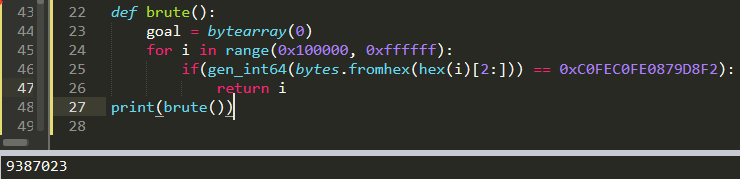 43 22 def brute():
44 23 goal = bytearray(0)
45 24 for i in range(0x100000, 0xffffff):
46 25 if(gen_int64(bytes.fromhex(hex(i)[2:])) == 0xC0FEC0FE0879D8F2):
47 26 return i
48 27 print(brute())
49 28
9387023